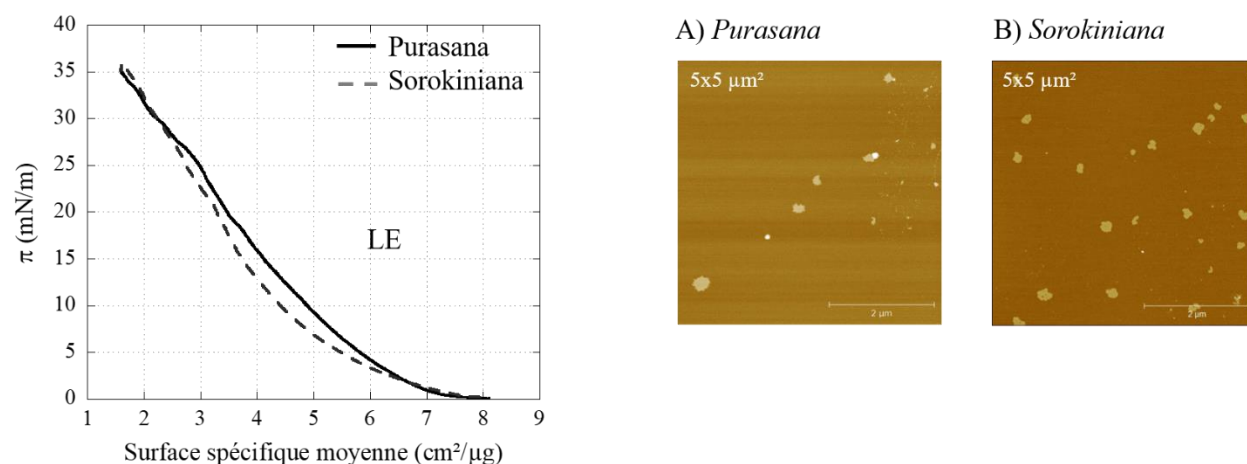 40
35
30
25
20
15
10
5
0
π (mN/m)
Purasana
Sorokiniana
LE
1 2 3 4 5 6 7 8 9
Surface spécifique moyenne (cm²/µg)
A) Purasana
5x5 µm²
2 µm
B) Sorokiniana
5x5 µm²
2 µm